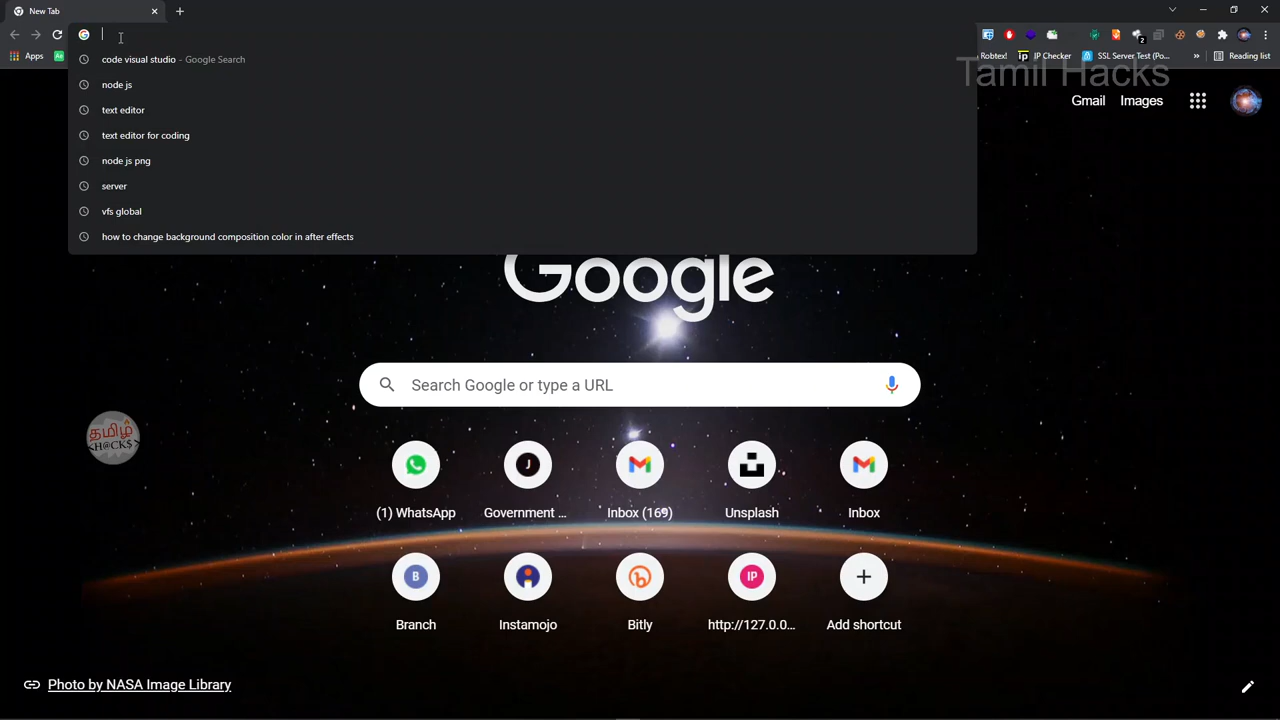 New Tab
Apps
Robtex!
IP Checker
SSL Server Test (Po...
»
Reading list
code visual studio – Google Search
node js
text editor
text editor for coding
node js png
server
vfs global
how to change background composition color in after effects
Tamil Hacks
Gmail
Images
Google
Search Google or type a URL
தமிழ்
<H@CK$>
(1) WhatsApp
J
Government ...
Inbox (169)
Unsplash
Inbox
B
Branch
Instamojo
Bitly
IP
http://127.0.0...
Add shortcut
Photo by NASA Image Library